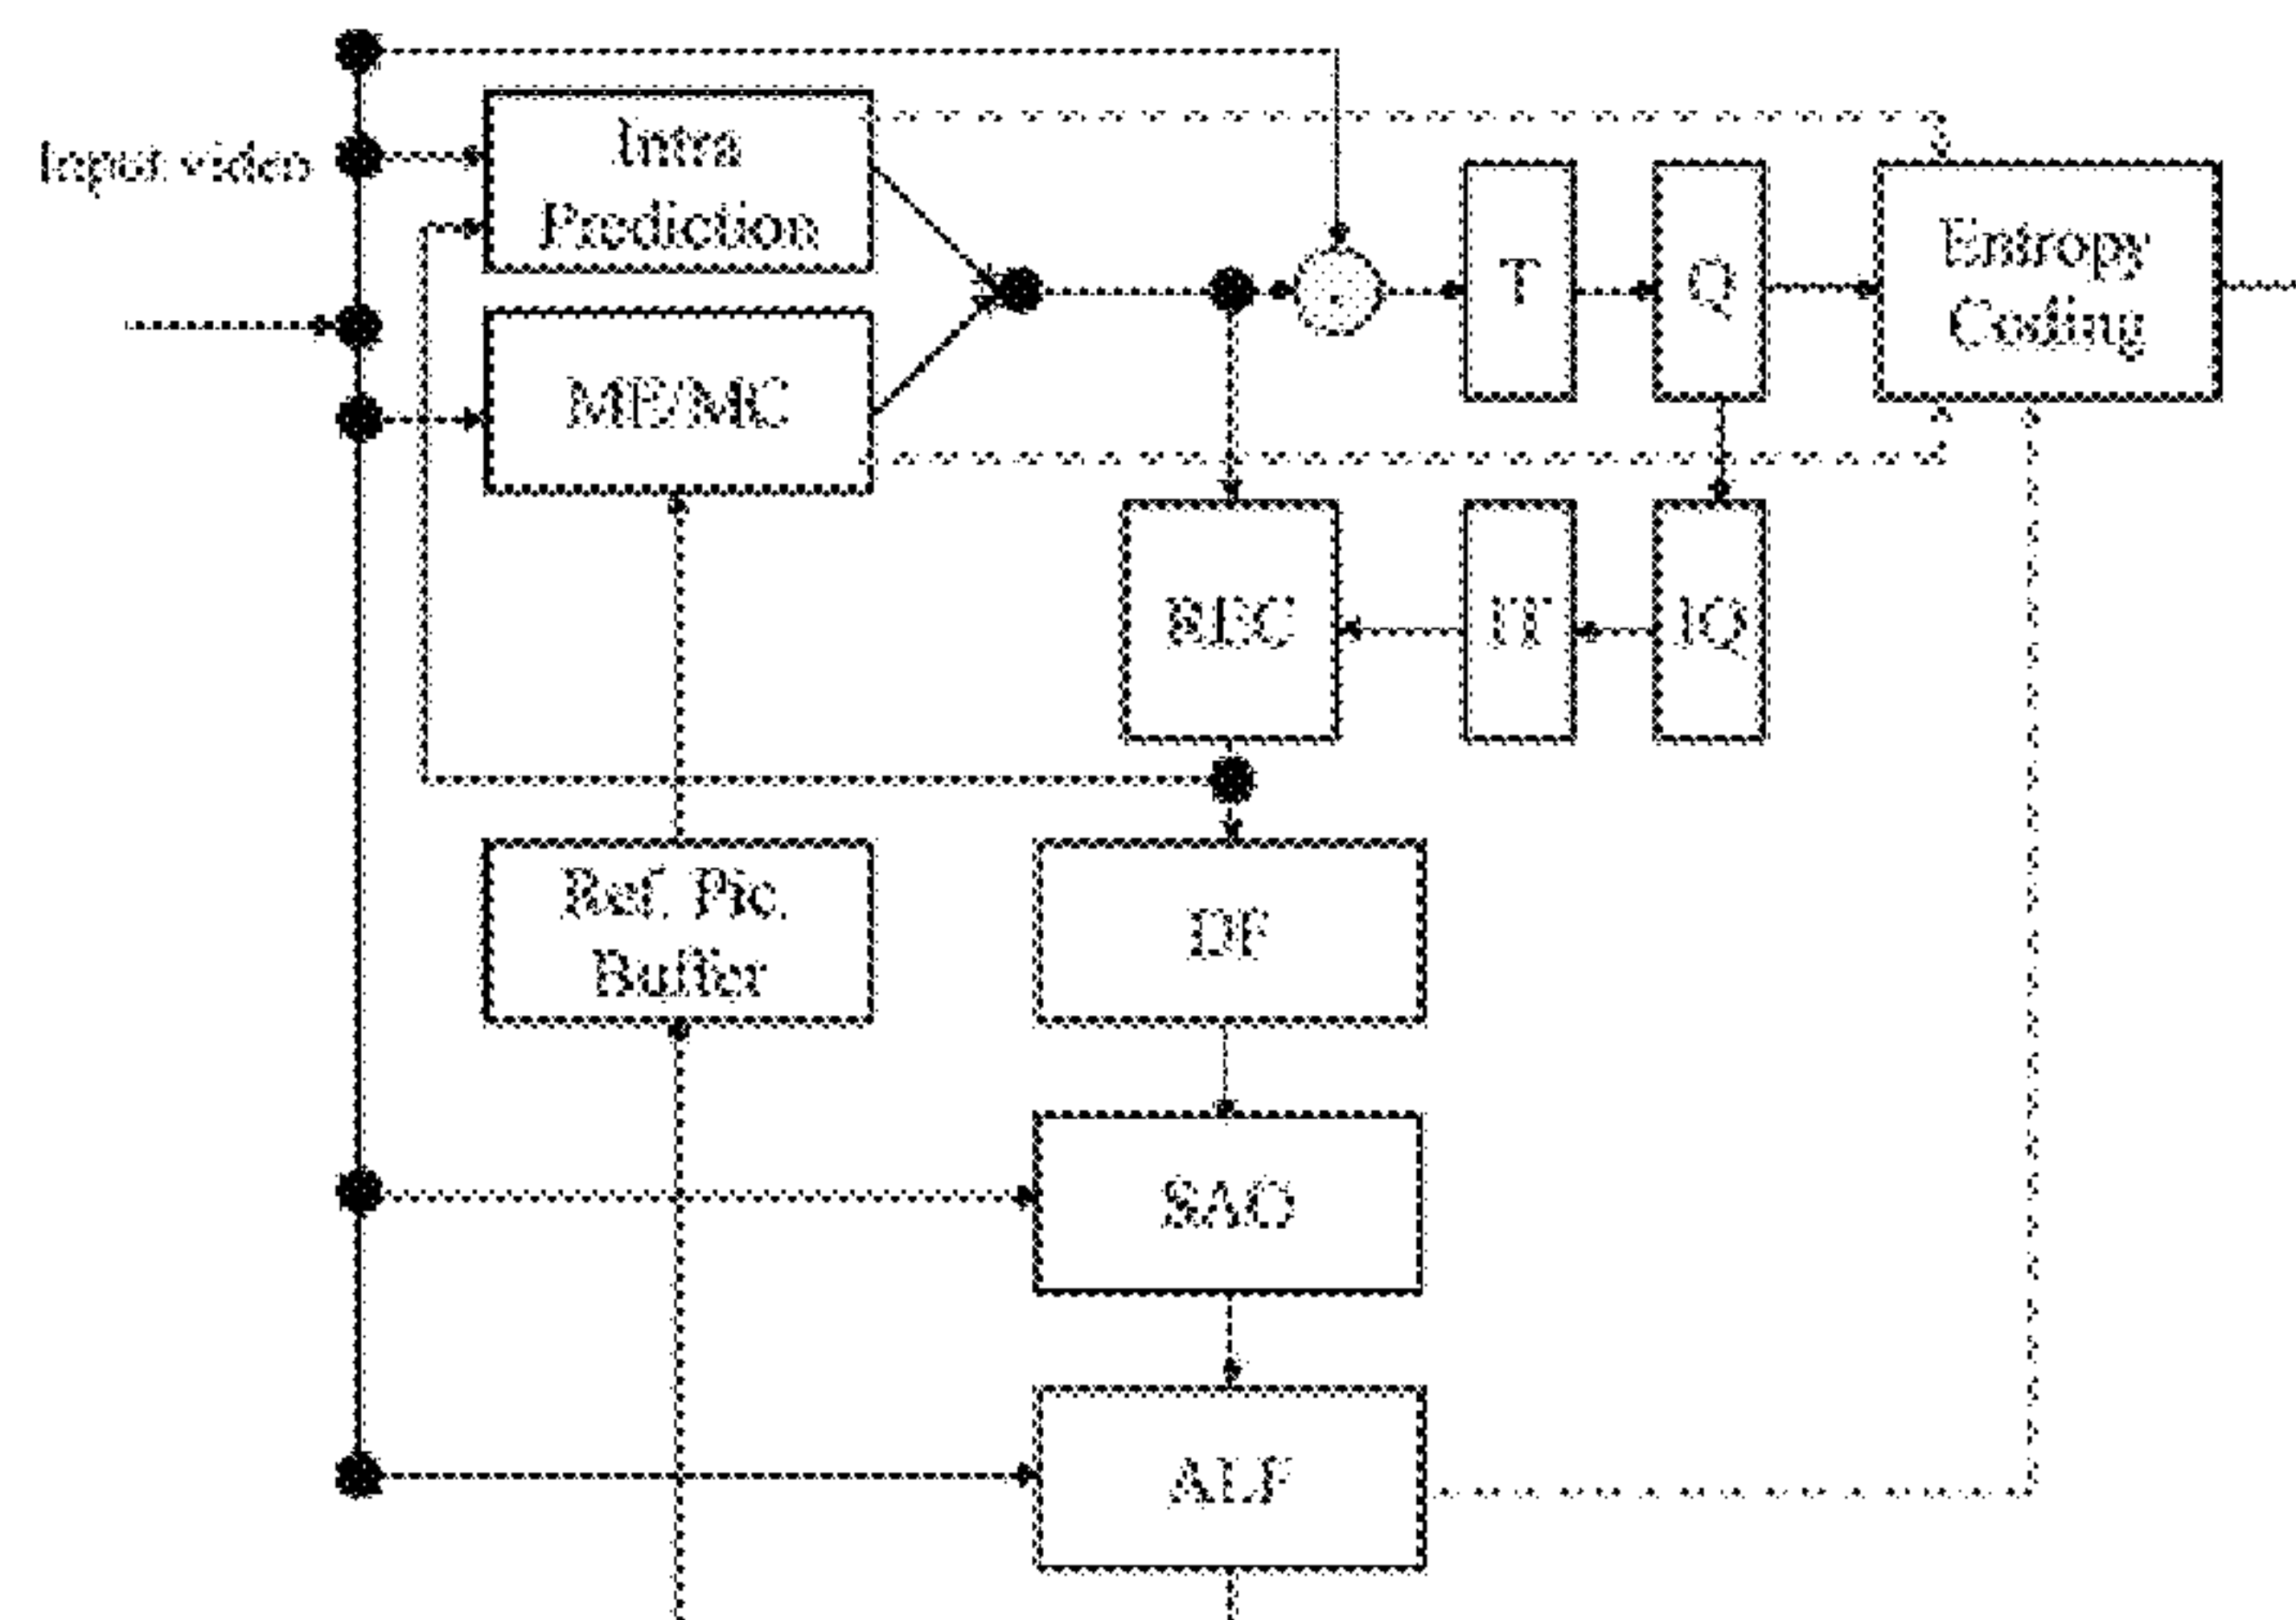 Input video
Intra
Prediction
ME/MC
T
Q
Entropy
Coding
REC
IT
IQ
Ref. Pic.
Buffer
DF
SAO
ALF